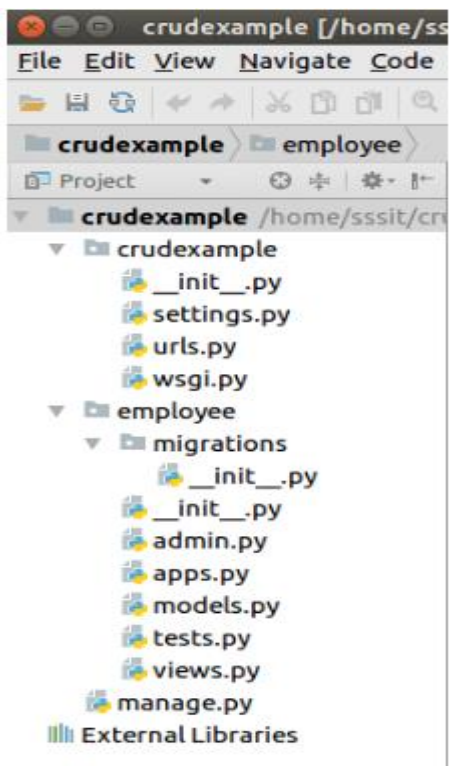 crudexample [/home/ss
File Edit View Navigate Code
crudexample employee
Project
crudexample /home/sssit/cru
crudexample
__init__.py
settings.py
urls.py
wsgi.py
employee
migrations
__init__.py
__init__.py
admin.py
apps.py
models.py
tests.py
views.py
manage.py
External Libraries